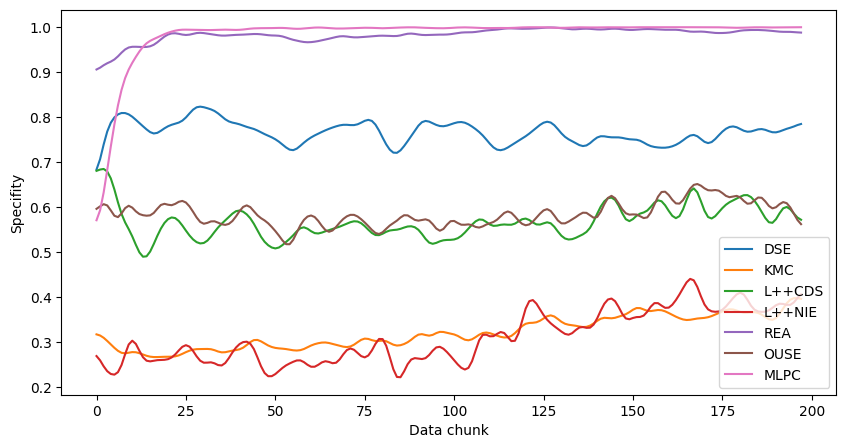 1.0
0.9
0.8
0.7
0.6
0.5
0.4
0.3
0.2
Specifity
0 25 50 75 100 125 150 175 200
Data chunk
DSE
KMC
L++CDS
L++NIE
REA
OUSE
MLPC